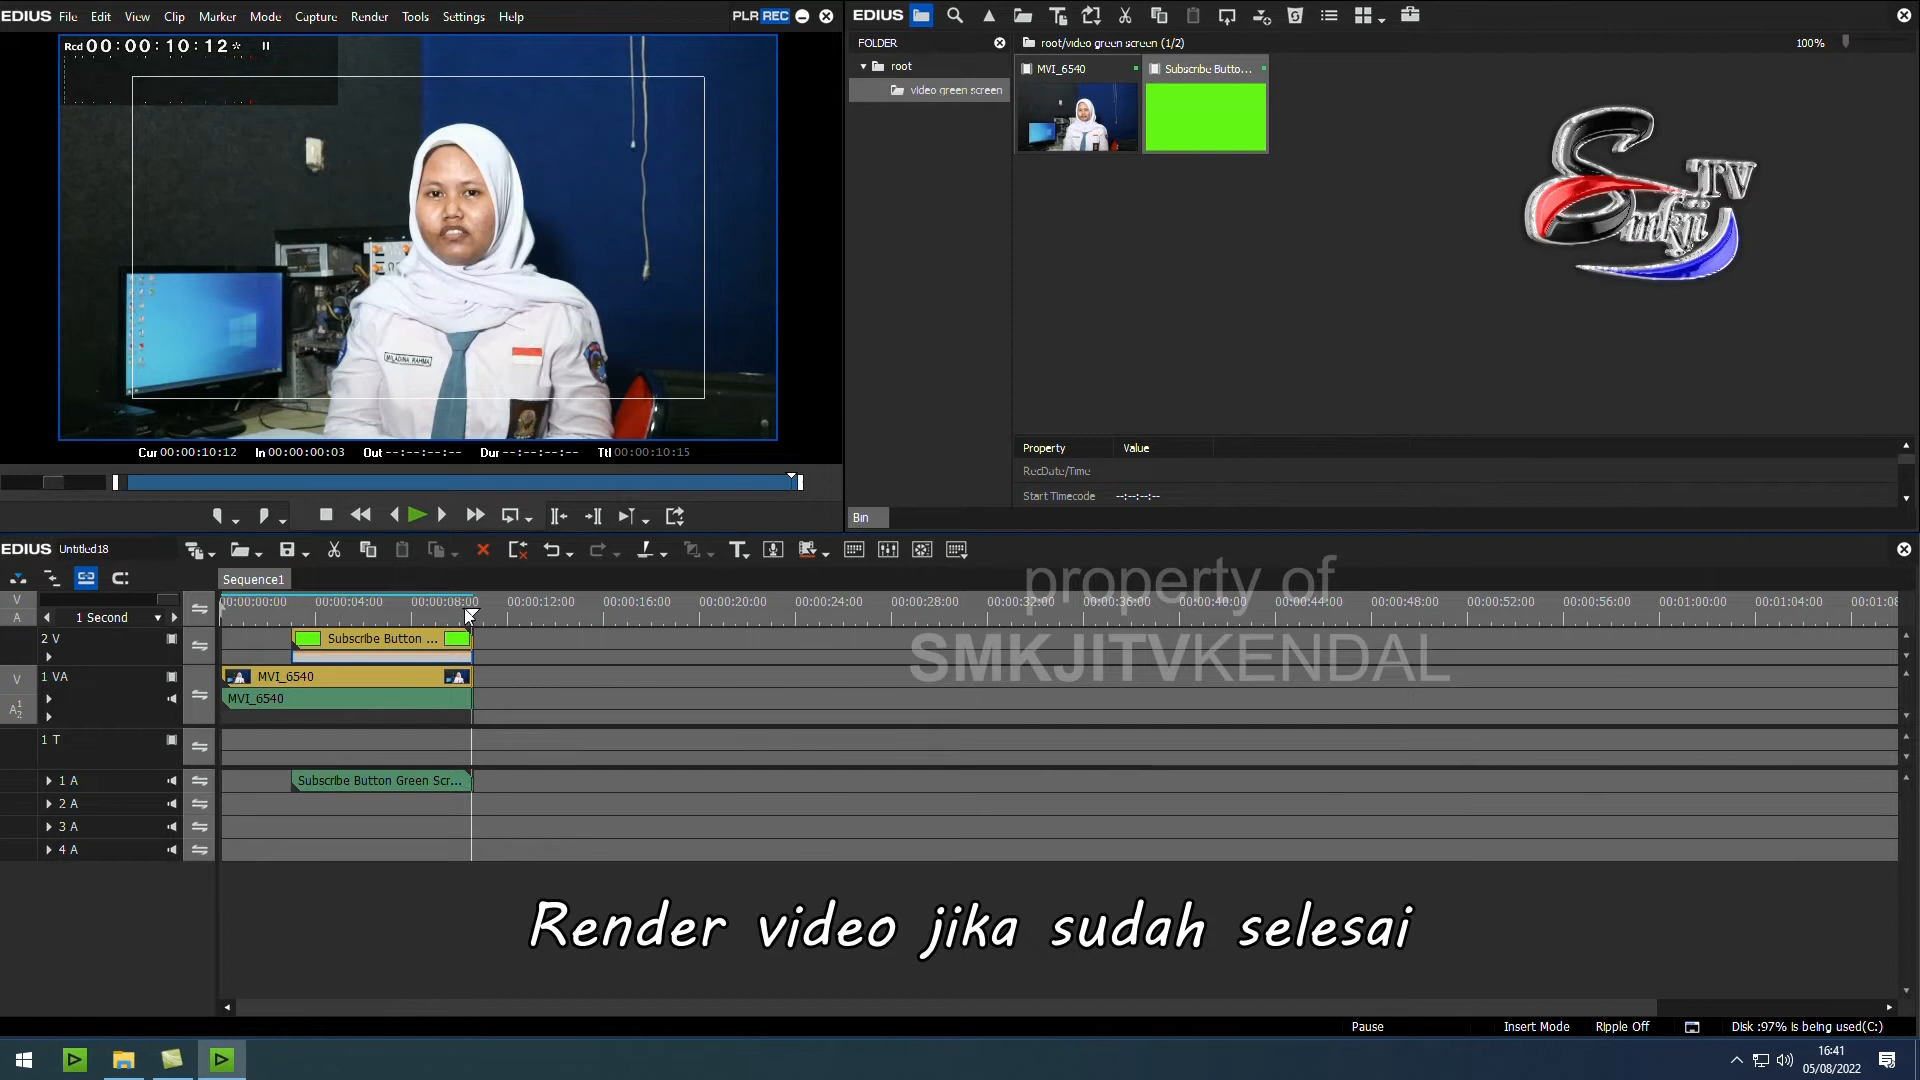 EDIUS File Edit View Clip Marker Mode Capture Render Tools Settings Help PLR REC
Rcd 00:00:10:12 * II
MILADINA RAHMA
Cur 00:00:10:12 In 00:00:00:03 Out --:--:--:-- Dur --:--:--:-- Ttl 00:00:10:15
EDIUS
FOLDER
root/video green screen (1/2)
100%
root
video green screen
MVI_6540
Subscribe Butto...
S TV
Smkji
Property Value
RecDate/Time
Start Timecode --:--:--:--
Bin
EDIUS Untitled18
Sequence1
V
A
1 Second
00:00:00:00 00:00:04:00 00:00:08:00 00:00:12:00 00:00:16:00 00:00:20:00 00:00:24:00 00:00:28:00 00:00:32:00 00:00:36:00 00:00:40:00 00:00:44:00 00:00:48:00 00:00:52:00 00:00:56:00 00:01:00:00 00:01:04:00 00:01:08
property of
SMKJITVKENDAL
2 V
Subscribe Button ...
V
1 VA
MVI_6540
A 1 2
MVI_6540
1 T
1 A
Subscribe Button Green Scr...
2 A
3 A
4 A
Render video jika sudah selesai
Pause Insert Mode Ripple Off Disk :97% is being used(C:)
16:41
05/08/2022